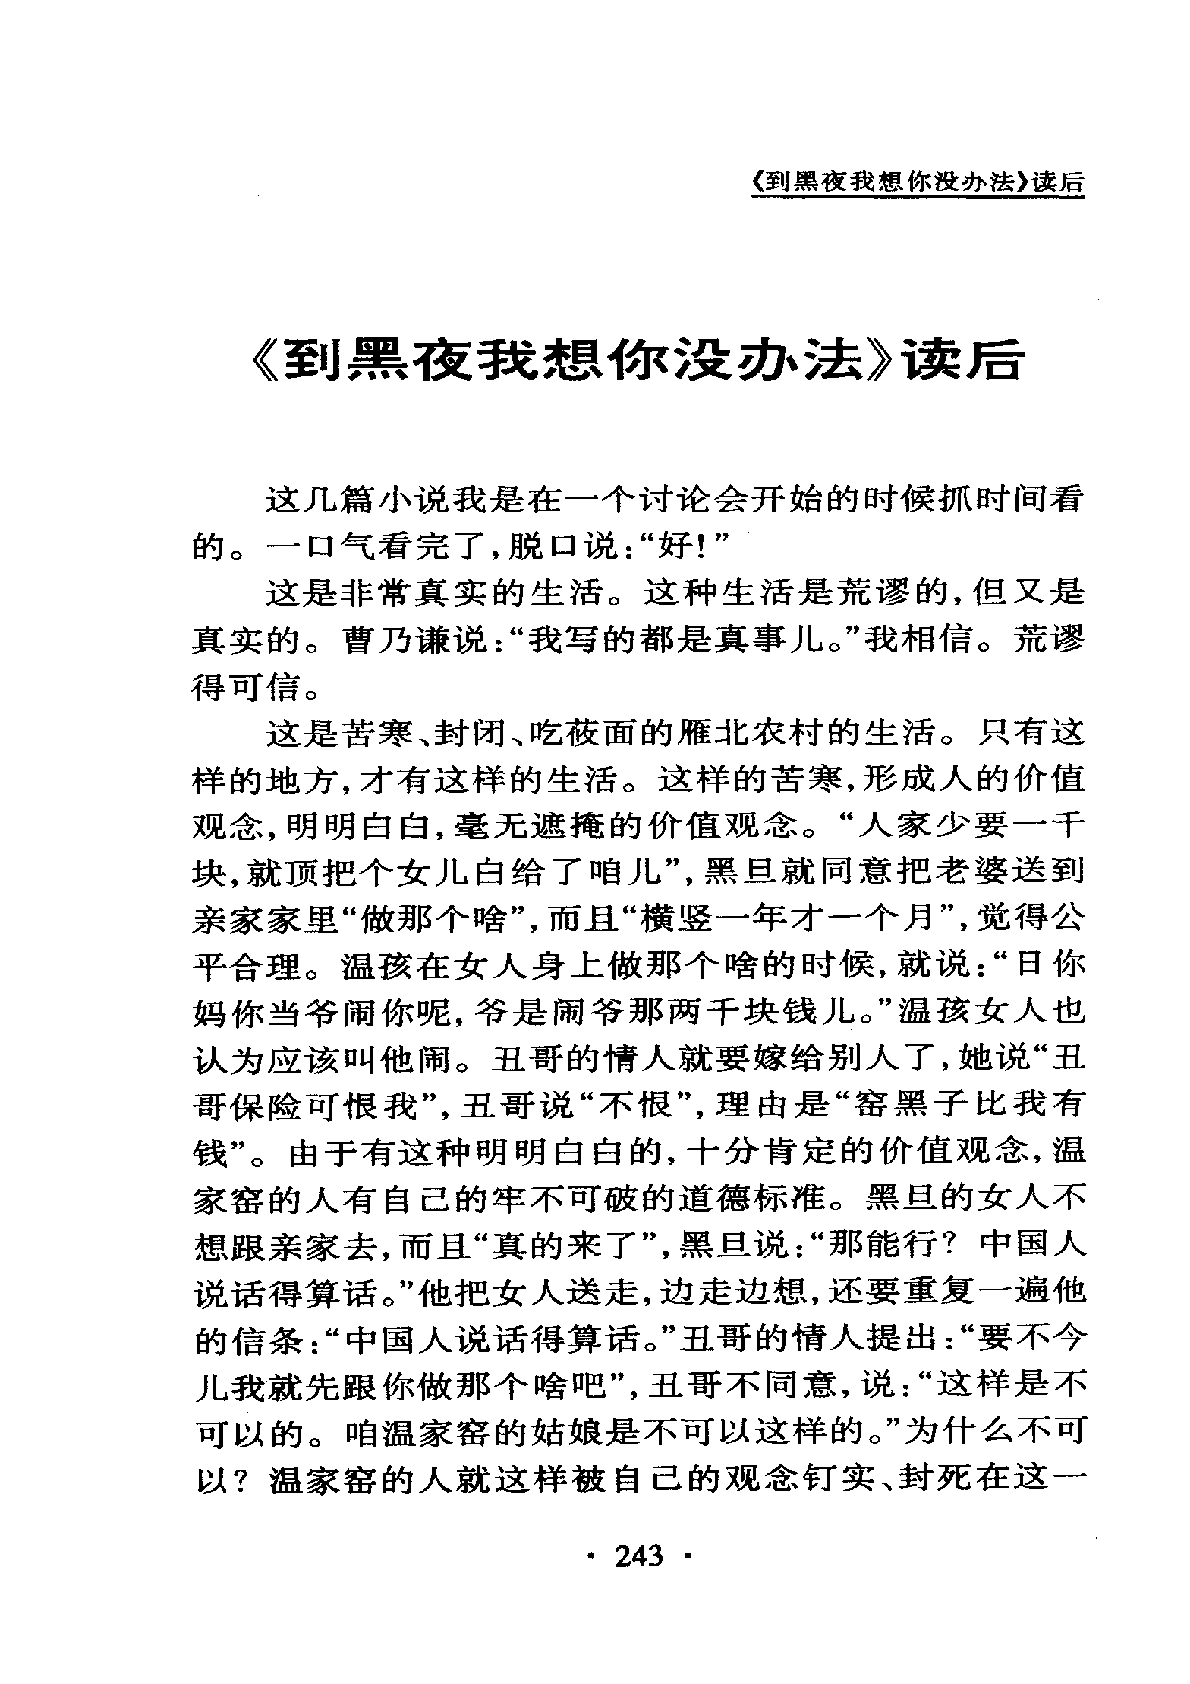 《到黑夜我想你没办法》读后
《到黑夜我想你没办法》读后
这几篇小说我是在一个讨论会开始的时候抓时间看
的。一口气看完了,脱口说:“好!”
这是非常真实的生活。这种生活是荒谬的,但又是
真实的。曹乃谦说:“我写的都是真事儿。”我相信。荒谬
得可信。
这是苦寒、封闭、吃莜面的雁北农村的生活。只有这
样的地方,才有这样的生活。这样的苦寒,形成人的价值
观念,明明白白,毫无遮掩的价值观念。“人家少要一千
块,就顶把个女儿白给了咱儿”,黑旦就同意把老婆送到
亲家家里“做那个啥”,而且“横竖一年才一个月”,觉得公
平合理。温孩在女人身上做那个啥的时候,就说:“日你
妈你当爷闹你呢,爷是闹爷那两千块钱儿。”温孩女人也
认为应该叫他闹。丑哥的情人就要嫁给别人了,她说“丑
哥保险可恨我”,丑哥说“不恨”,理由是“窑黑子比我有
钱”。由于有这种明明白白的,十分肯定的价值观念,温
家窑的人有自己的牢不可破的道德标准。黑旦的女人不
想跟亲家去,而且“真的来了”,黑旦说:“那能行？中国人
说话得算话。”他把女人送走,边走边想,还要重复一遍他
的信条:“中国人说话得算话。”丑哥的情人提出:“要不今
儿我就先跟你做那个啥吧”,丑哥不同意,说:“这样是不
可以的。咱温家窑的姑娘是不可以这样的。”为什么不可
以？温家窑的人就这样被自己的观念钉实、封死在这一
· 243 ·